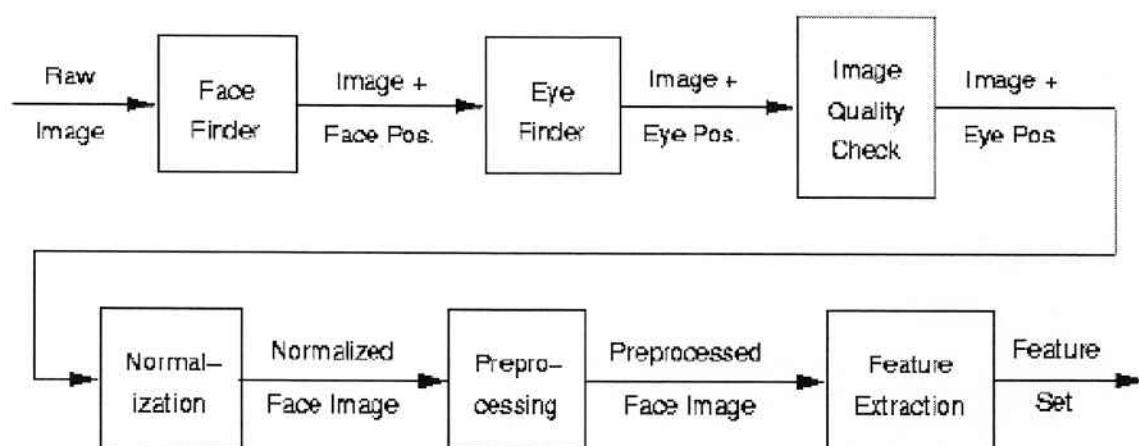 Raw
Image
Face
Finder
Image +
Face Pos.
Eye
Finder
Image +
Eye Pos.
Image
Quality
Check
Image +
Eye Pos.
Normal–
ization
Normalized
Face Image
Prepro–
cessing
Preprocessed
Face Image
Feature
Extraction
Feature
Set